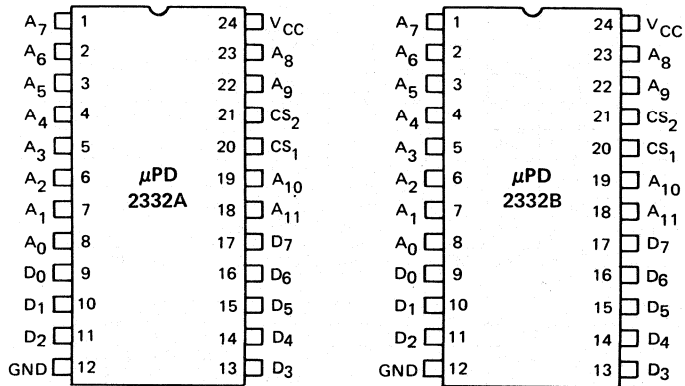 A7 1 24 VCC
A6 2 23 A8
A5 3 22 A9
A4 4 21 CS2
A3 5 20 CS1
A2 6 19 A10
A1 7 18 A11
A0 8 17 D7
D0 9 16 D6
D1 10 15 D5
D2 11 14 D4
GND 12 13 D3
μPD
2332A
A7 1 24 VCC
A6 2 23 A8
A5 3 22 A9
A4 4 21 CS2
A3 5 20 CS1
A2 6 19 A10
A1 7 18 A11
A0 8 17 D7
D0 9 16 D6
D1 10 15 D5
D2 11 14 D4
GND 12 13 D3
μPD
2332B